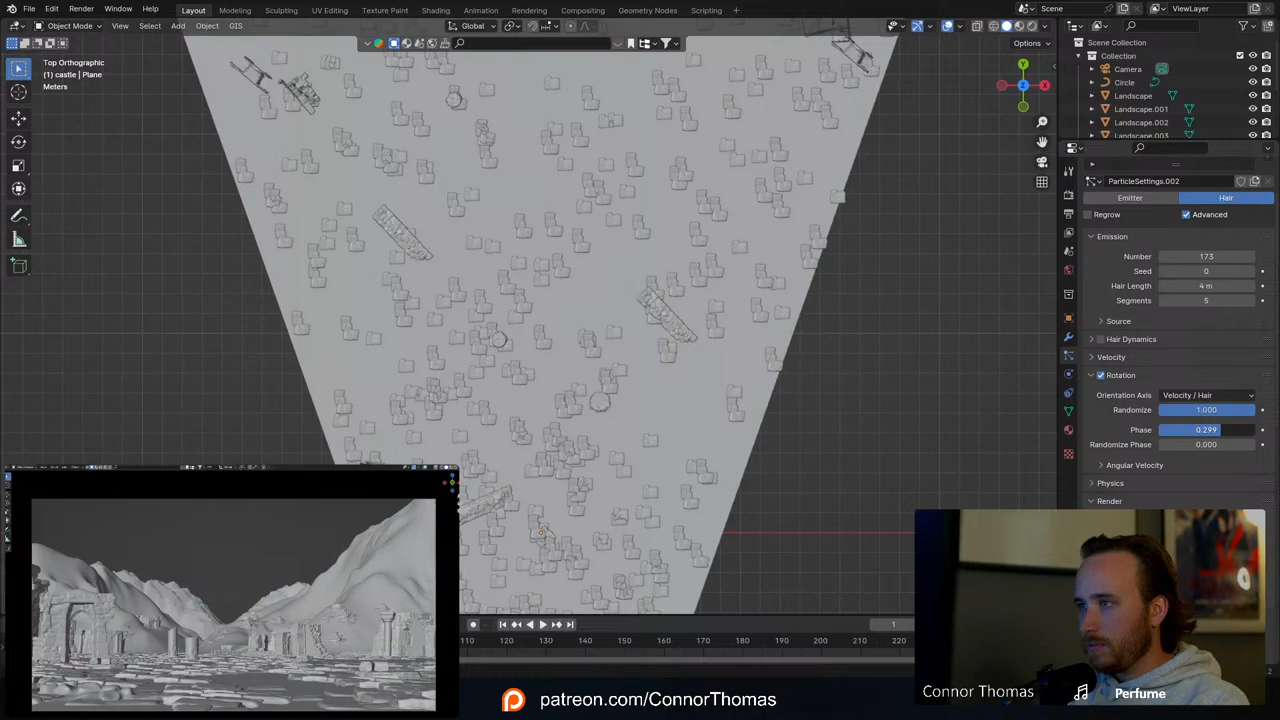 File Edit Render Window Help Layout Modeling Sculpting UV Editing Texture Paint Shading Animation Rendering Compositing Geometry Nodes Scripting Scene ViewLayer
Object Mode View Select Add Object GIS Global
Options
Top Orthographic
(1) castle | Plane
Meters
Y
X
Z
Scene Collection
Collection
Camera
Circle
Landscape
Landscape.001
Landscape.002
Landscape.003
ParticleSettings.002
Emitter Hair
Regrow Advanced
Emission
Number 173
Seed 0
Hair Length 4 m
Segments 5
Source
Hair Dynamics
Velocity
Rotation
Orientation Axis Velocity / Hair
Randomize 1.000
Phase 0.299
Randomize Phase 0.000
Angular Velocity
Physics
Render
1
110 120 130 140 150 160 170 180 190 200 210 220
patreon.com/ConnorThomas
Connor Thomas Perfume